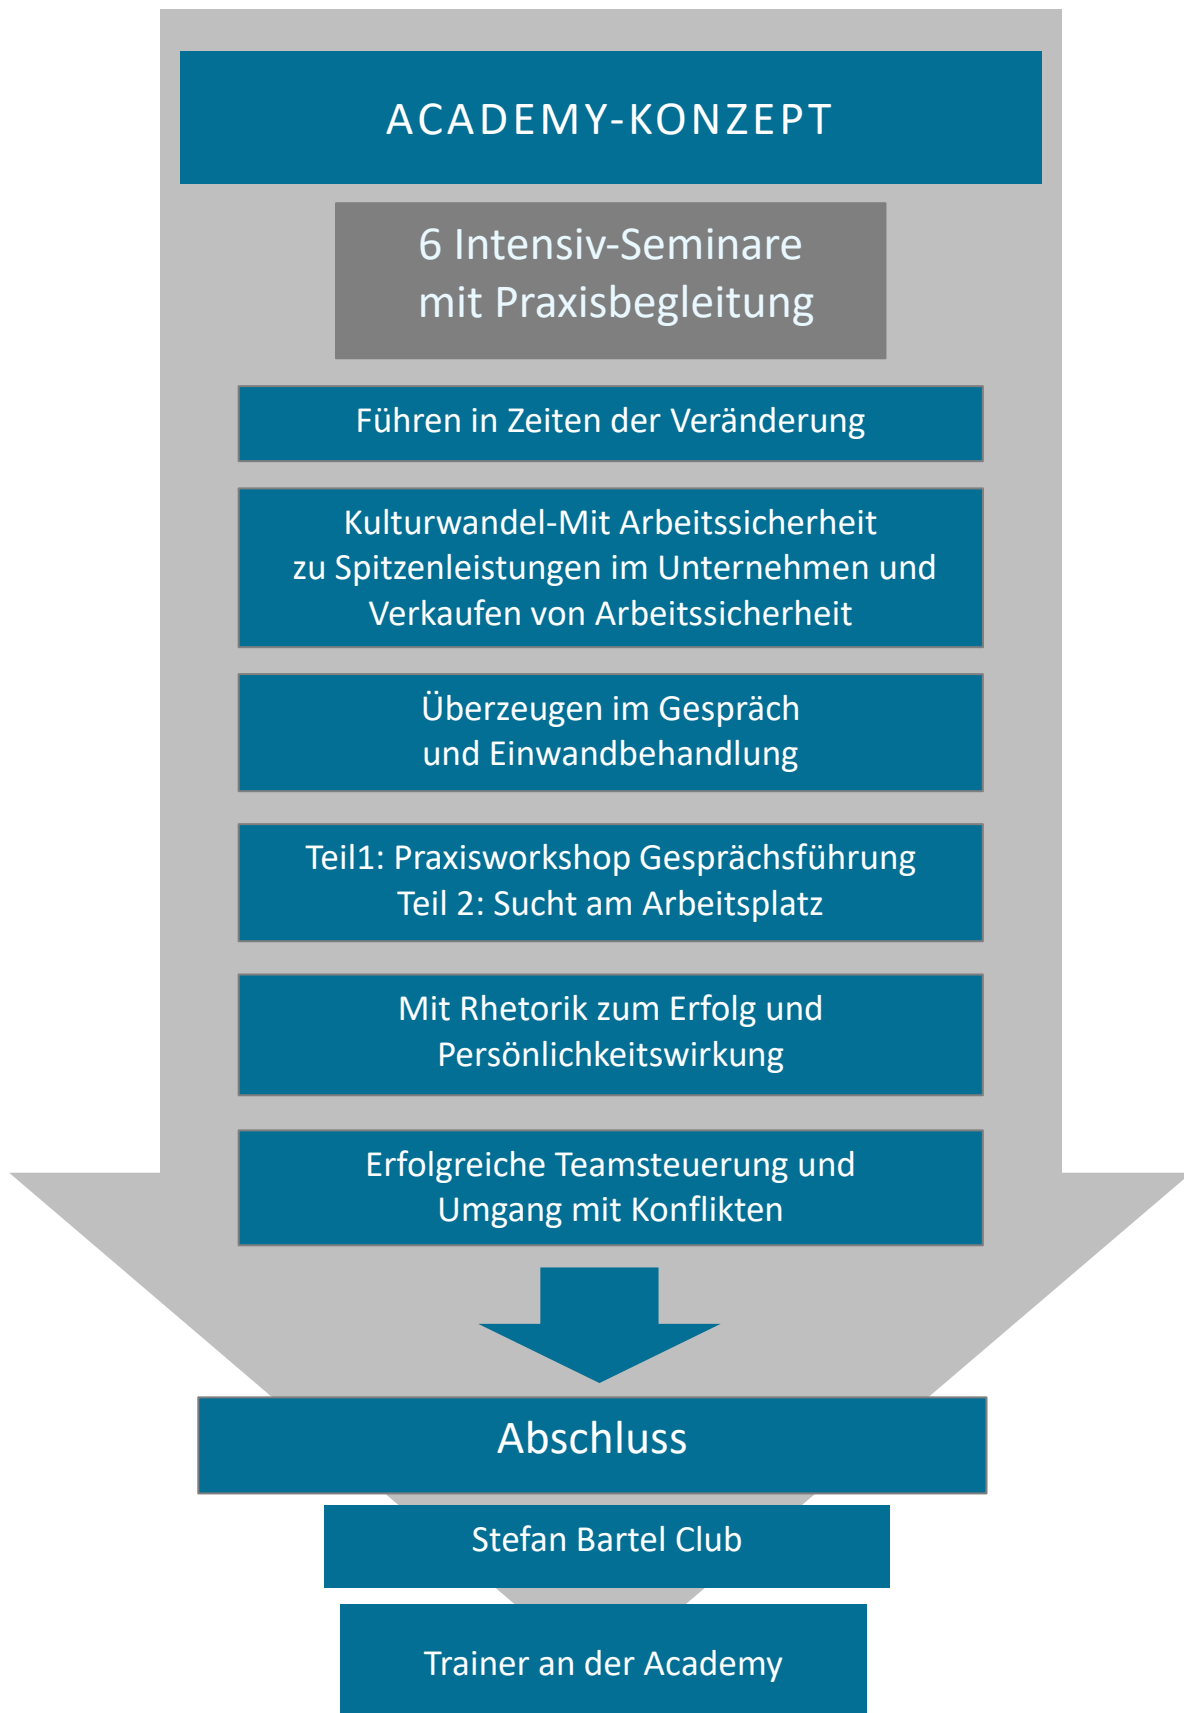 ACADEMY-KONZEPT
6 Intensiv-Seminare
mit Praxisbegleitung
Führen in Zeiten der Veränderung
Kulturwandel-Mit Arbeitssicherheit
zu Spitzenleistungen im Unternehmen und
Verkaufen von Arbeitssicherheit
Überzeugen im Gespräch
und Einwandbehandlung
Teil1: Praxisworkshop Gesprächsführung
Teil 2: Sucht am Arbeitsplatz
Mit Rhetorik zum Erfolg und
Persönlichkeitswirkung
Erfolgreiche Teamsteuerung und
Umgang mit Konflikten
Abschluss
Stefan Bartel Club
Trainer an der Academy